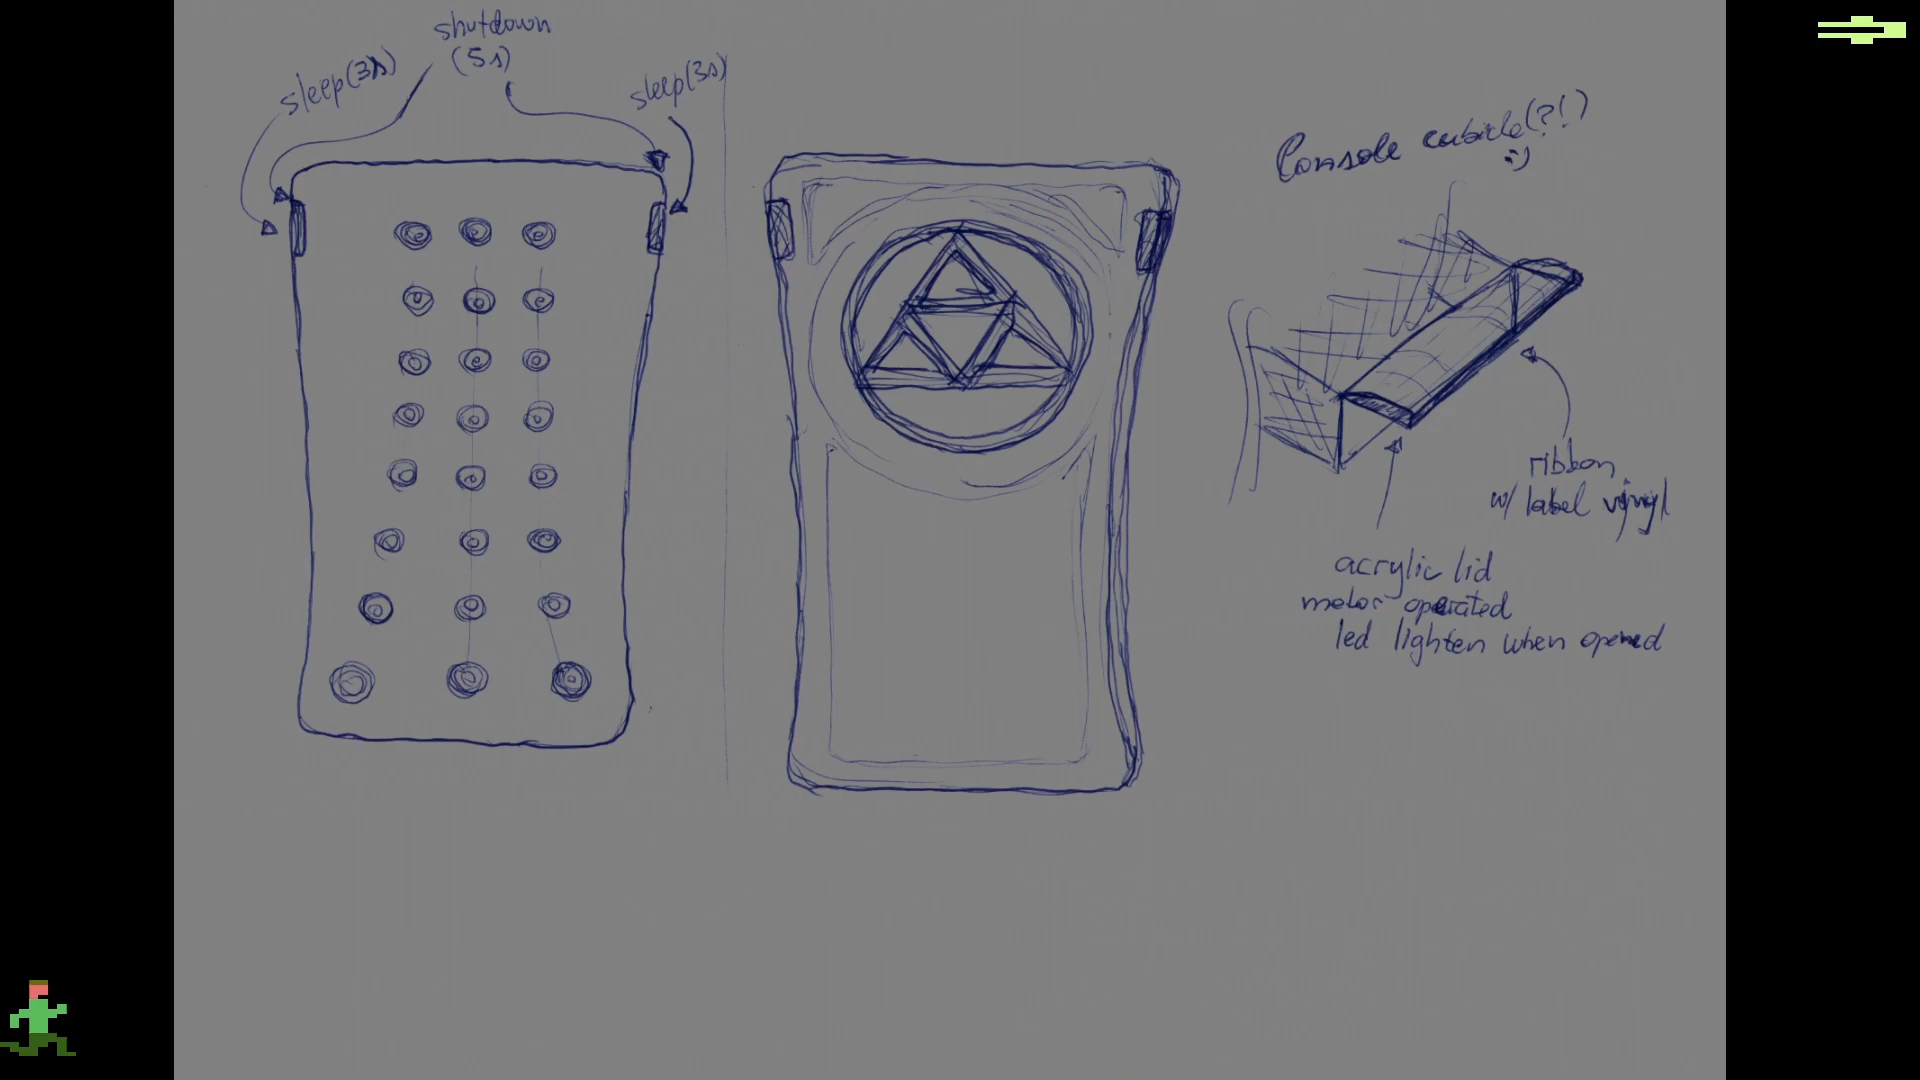 shutdown
(5s)
sleep(3s)
sleep(3s)
Console cubicle(?!)
:)
ribbon
w/ label vinyl
acrylic lid
motor operated
led lighten when opened